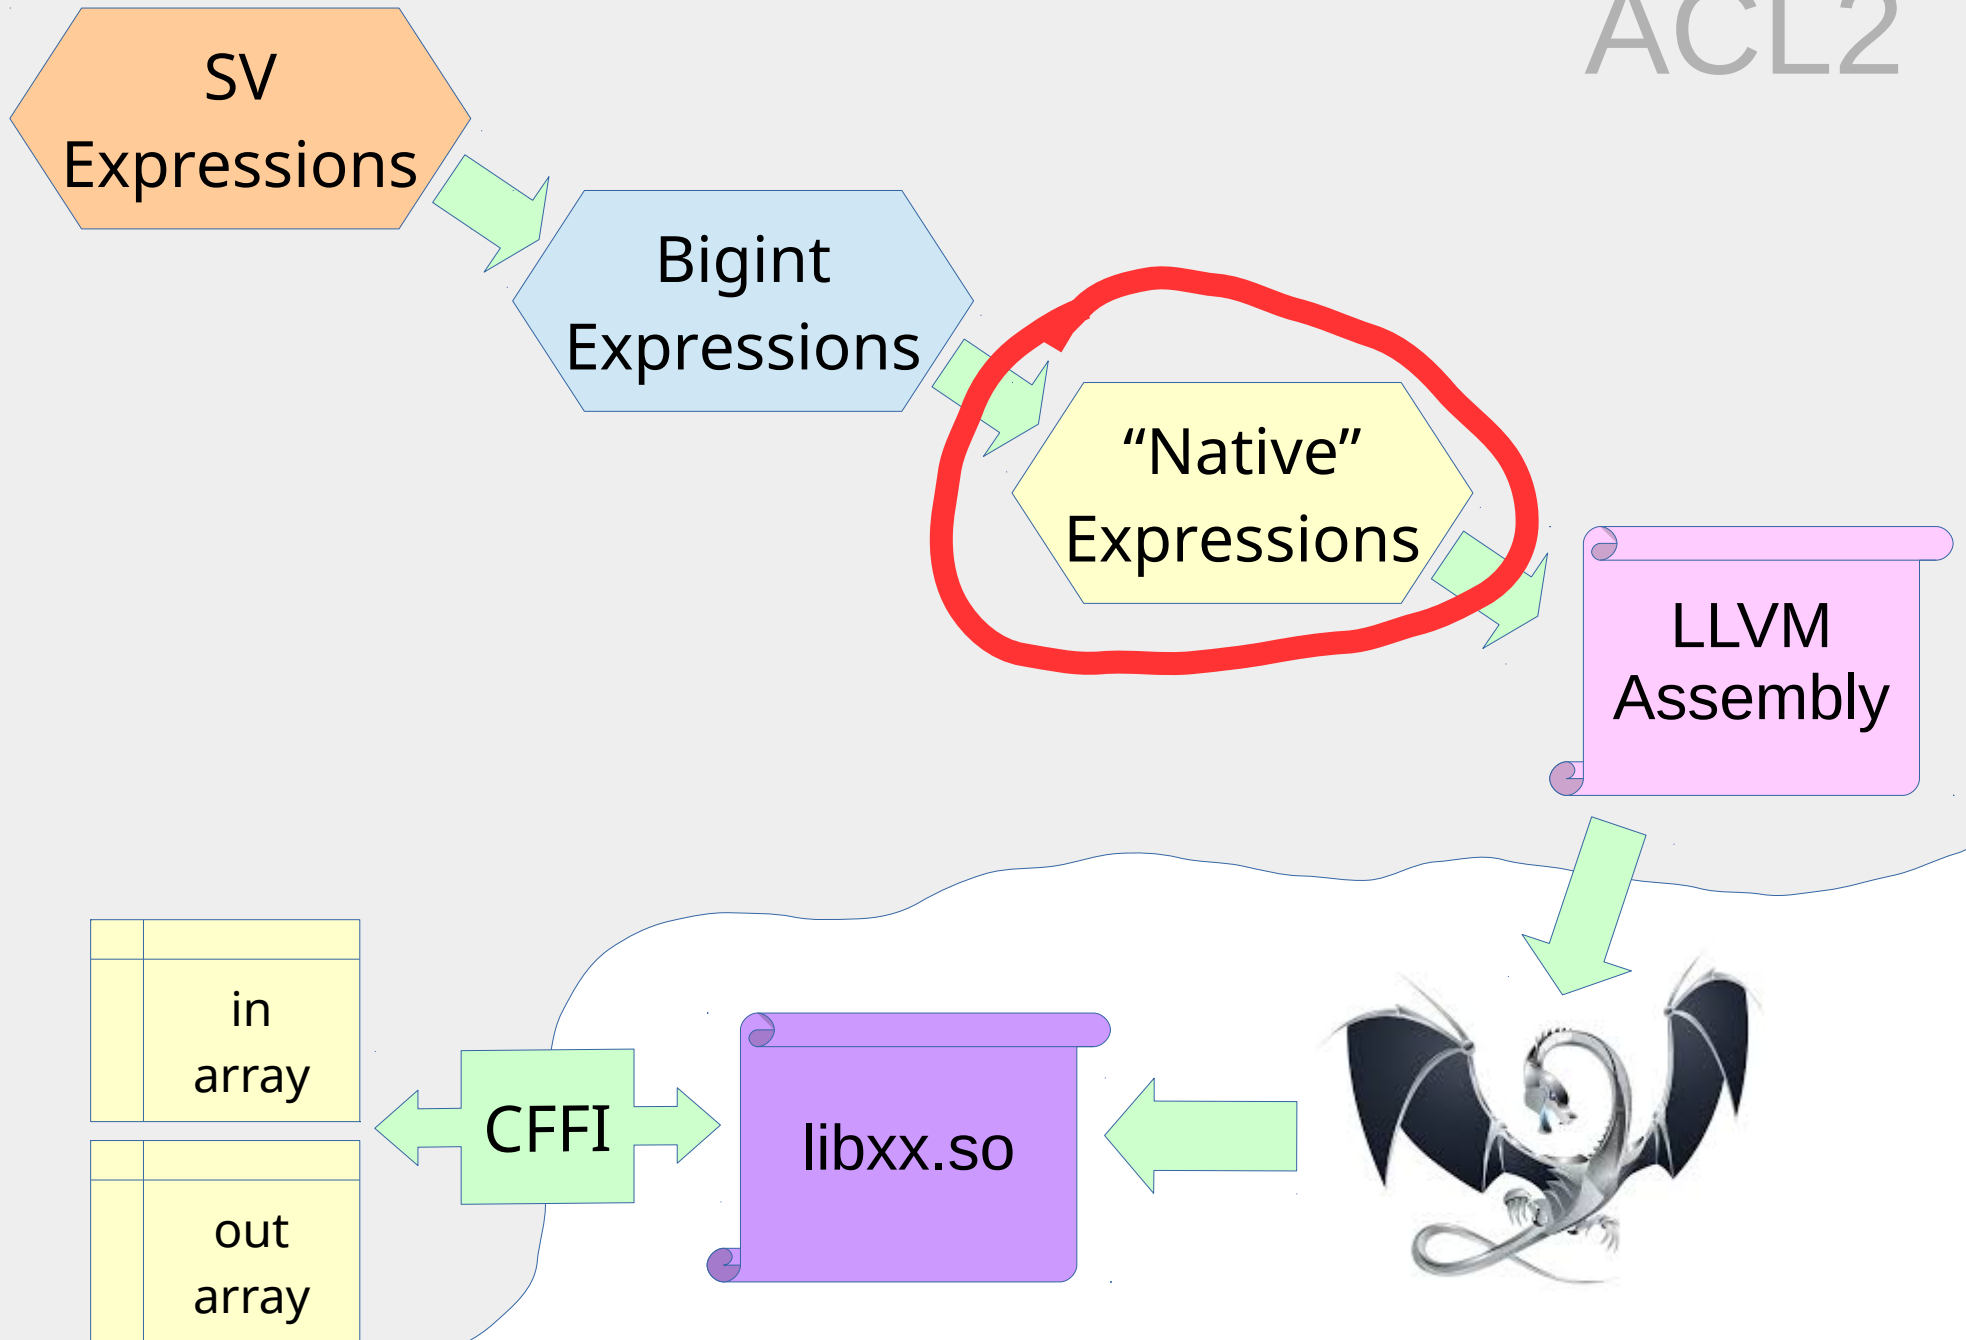 ACL2
SV
Expressions
Bigint
Expressions
“Native”
Expressions
LLVM
Assembly
in
array
CFFI
libxx.so
out
array